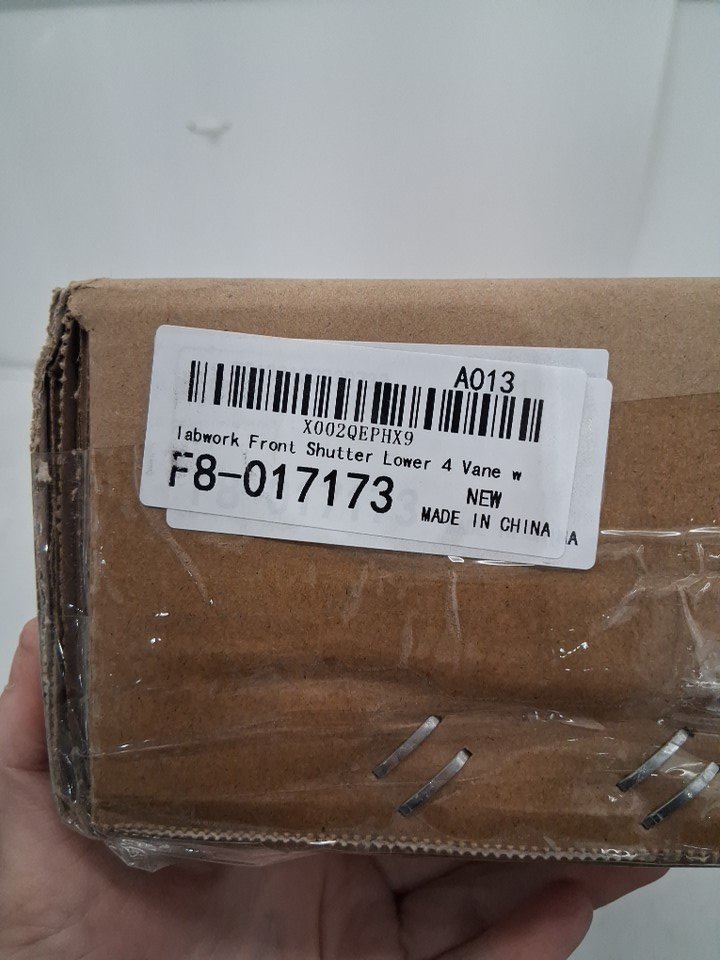 A013
X002QEPHX9
labwork Front Shutter Lower 4 Vane w
F8-017173
NEW
MADE IN CHINA
A